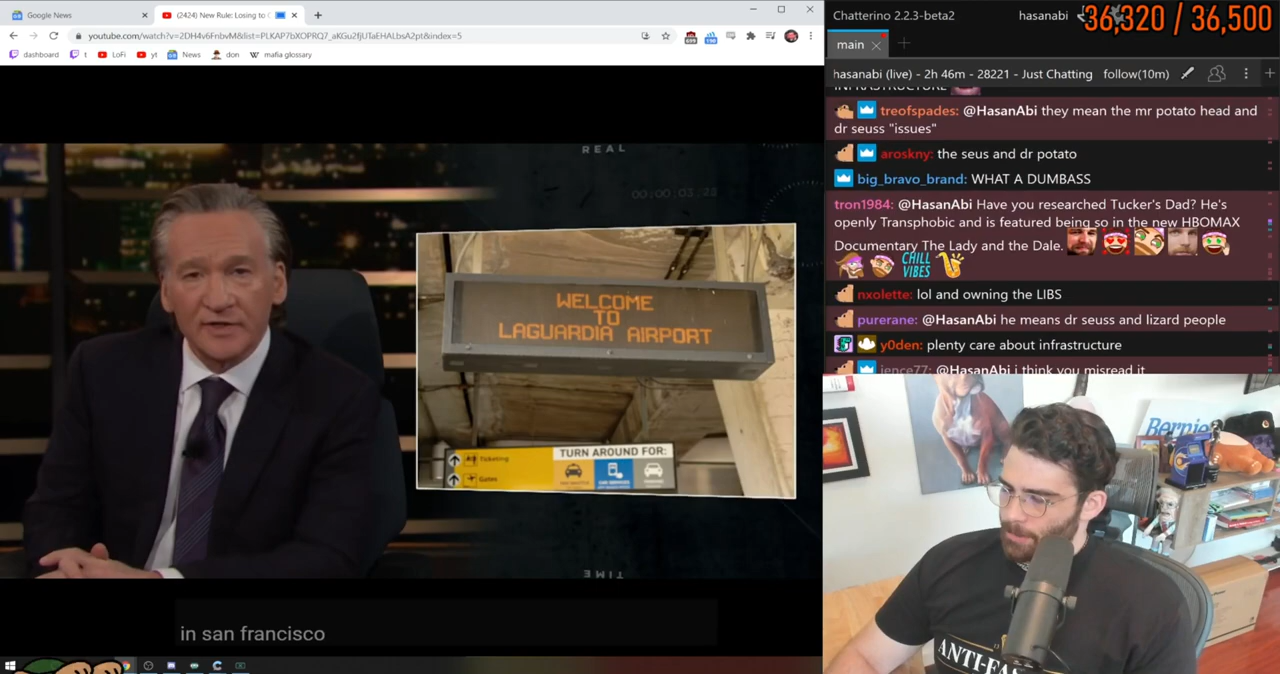 Google News
(2424) New Rule: Losing to C
youtube.com/watch?v=2DH4v6FnbvM&list=PLKAP7bXOPRQ7_aKGu2fjUTaEHALbsA2pt&index=5
dashboard
t
LoFi
yt
News
don
mafia glossary
REAL
00:00:03:28
WELCOME
TO
LAGUARDIA AIRPORT
Ticketing
Gates
TURN AROUND FOR:
TIME
in san francisco
Chatterino 2.2.3-beta2
hasanabi
36,320 / 36,500
main
hasanabi (live) - 2h 46m - 28221 - Just Chatting
follow(10m)
INFRASTRUCTURE
treofspades: @HasanAbi they mean the mr potato head and
dr seuss "issues"
aroskny: the seus and dr potato
big_bravo_brand: WHAT A DUMBASS
tron1984: @HasanAbi Have you researched Tucker's Dad? He's
openly Transphobic and is featured being so in the new HBOMAX
Documentary The Lady and the Dale.
CHILL
VIBES
nxolette: lol and owning the LIBS
purerane: @HasanAbi he means dr seuss and lizard people
y0den: plenty care about infrastructure
jence77: @HasanAbi i think you misread it
Bernie
ANTI-FA